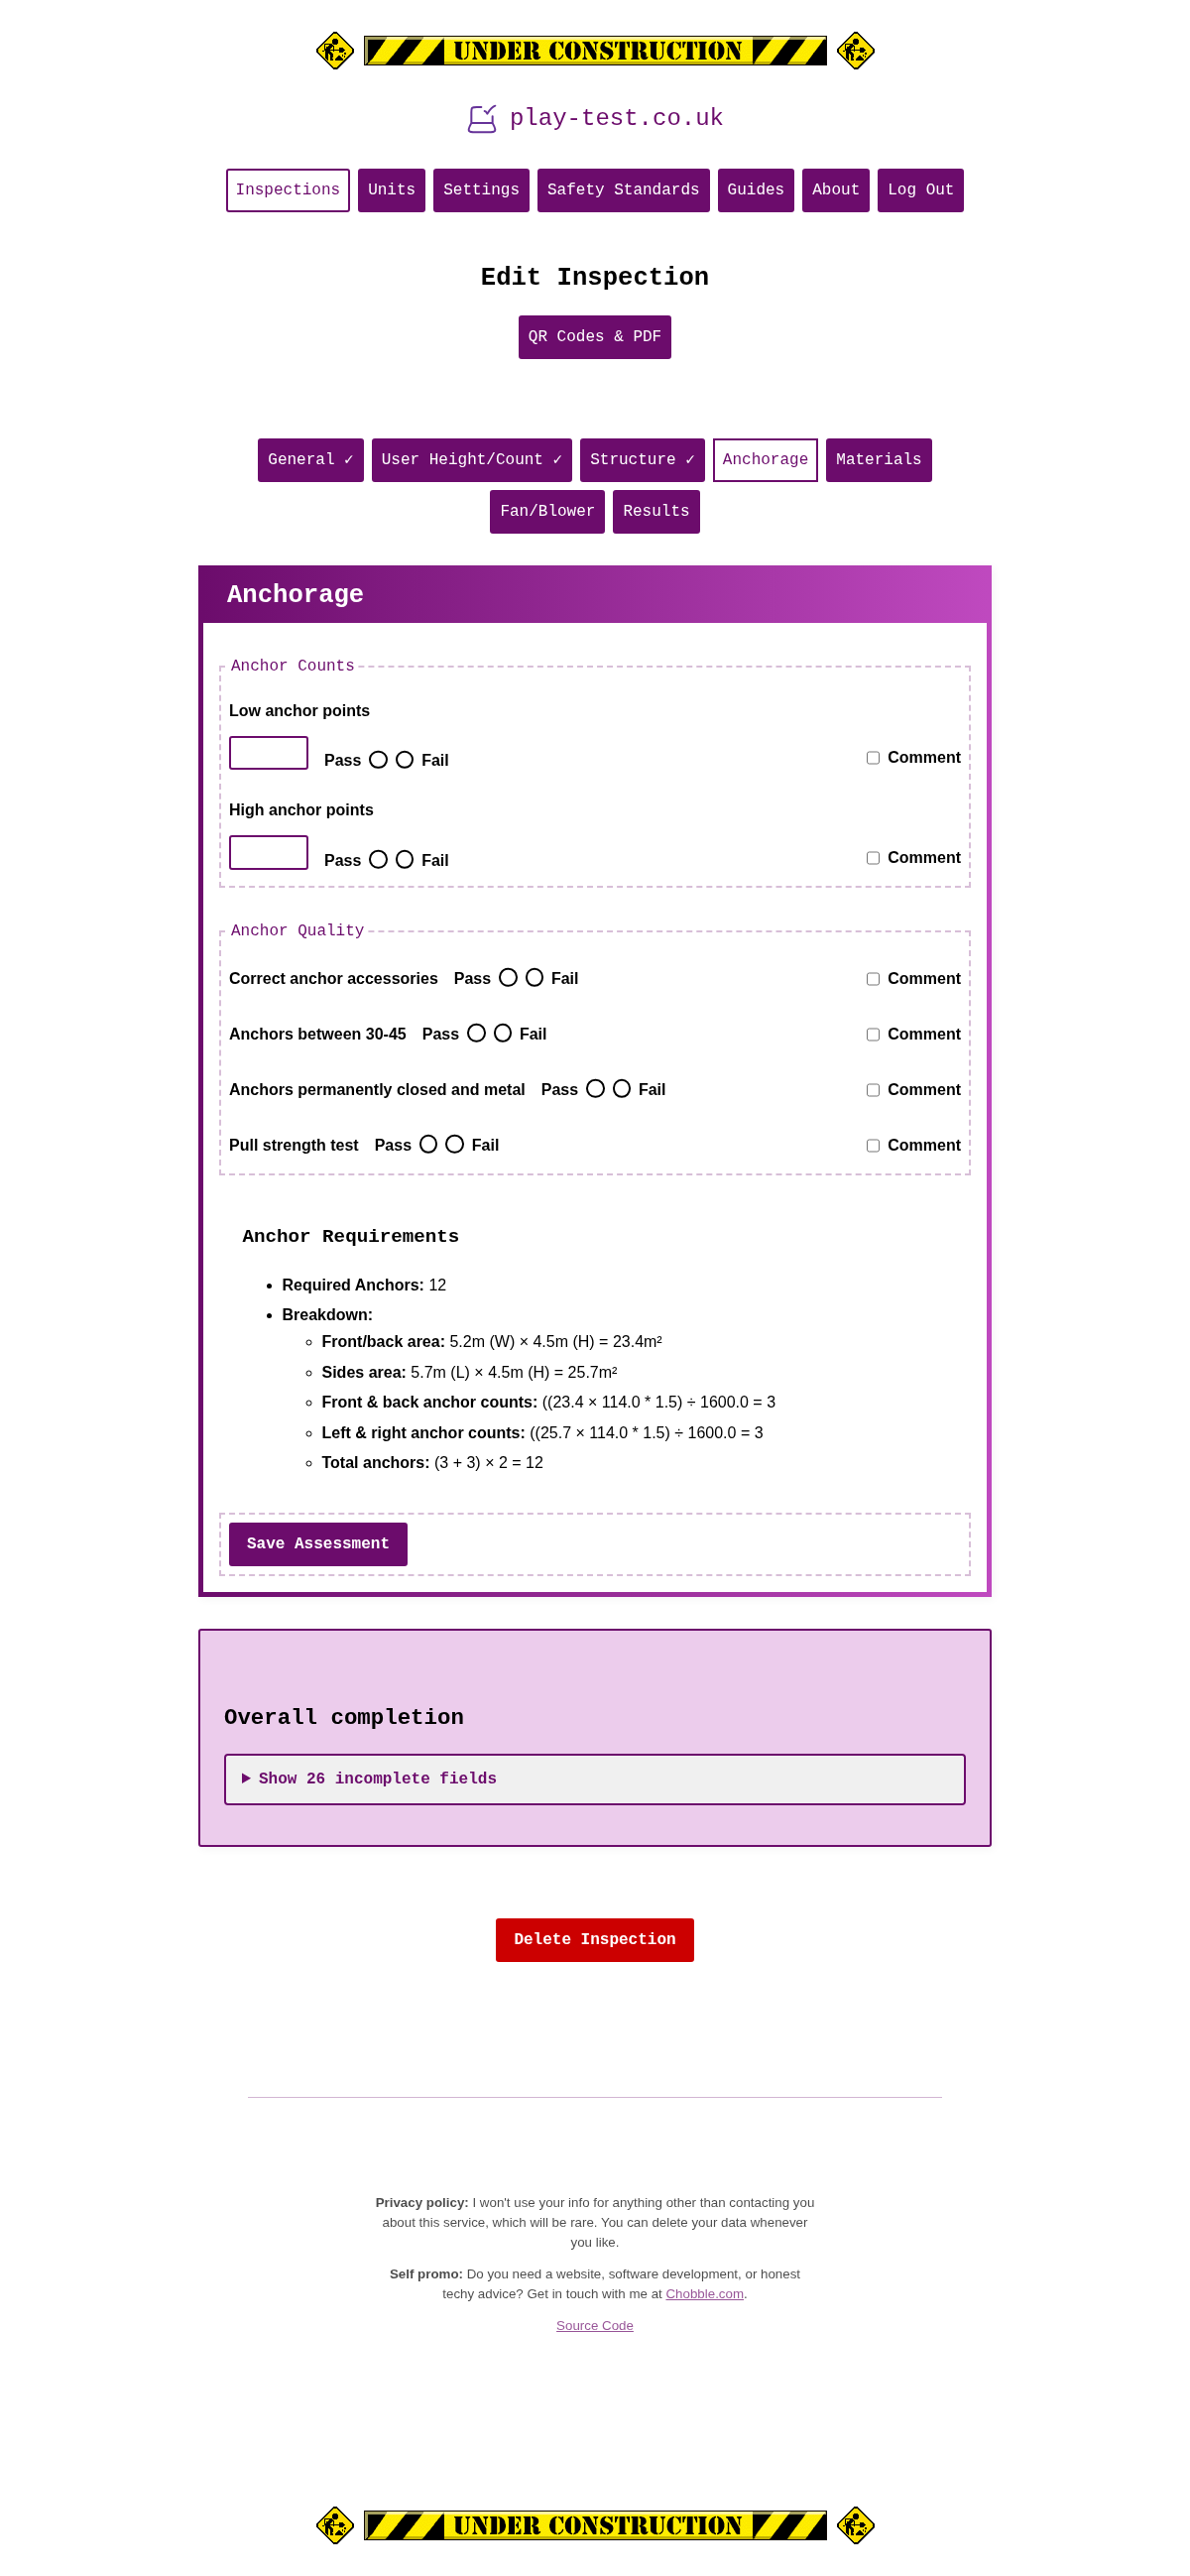 UNDER CONSTRUCTION
play-test.co.uk
Inspections Units Settings Safety Standards Guides About Log Out
Edit Inspection
QR Codes & PDF
General ✓ User Height/Count ✓ Structure ✓ Anchorage Materials
Fan/Blower Results
Anchorage
Anchor Counts
Low anchor points
Pass Fail Comment
High anchor points
Pass Fail Comment
Anchor Quality
Correct anchor accessories Pass Fail Comment
Anchors between 30-45 Pass Fail Comment
Anchors permanently closed and metal Pass Fail Comment
Pull strength test Pass Fail Comment
Anchor Requirements
• Required Anchors: 12
• Breakdown:
◦ Front/back area: 5.2m (W) × 4.5m (H) = 23.4m²
◦ Sides area: 5.7m (L) × 4.5m (H) = 25.7m²
◦ Front & back anchor counts: ((23.4 × 114.0 * 1.5) ÷ 1600.0 = 3
◦ Left & right anchor counts: ((25.7 × 114.0 * 1.5) ÷ 1600.0 = 3
◦ Total anchors: (3 + 3) × 2 = 12
Save Assessment
Overall completion
▶ Show 26 incomplete fields
Delete Inspection
Privacy policy: I won't use your info for anything other than contacting you
about this service, which will be rare. You can delete your data whenever
you like.
Self promo: Do you need a website, software development, or honest
techy advice? Get in touch with me at Chobble.com.
Source Code
UNDER CONSTRUCTION